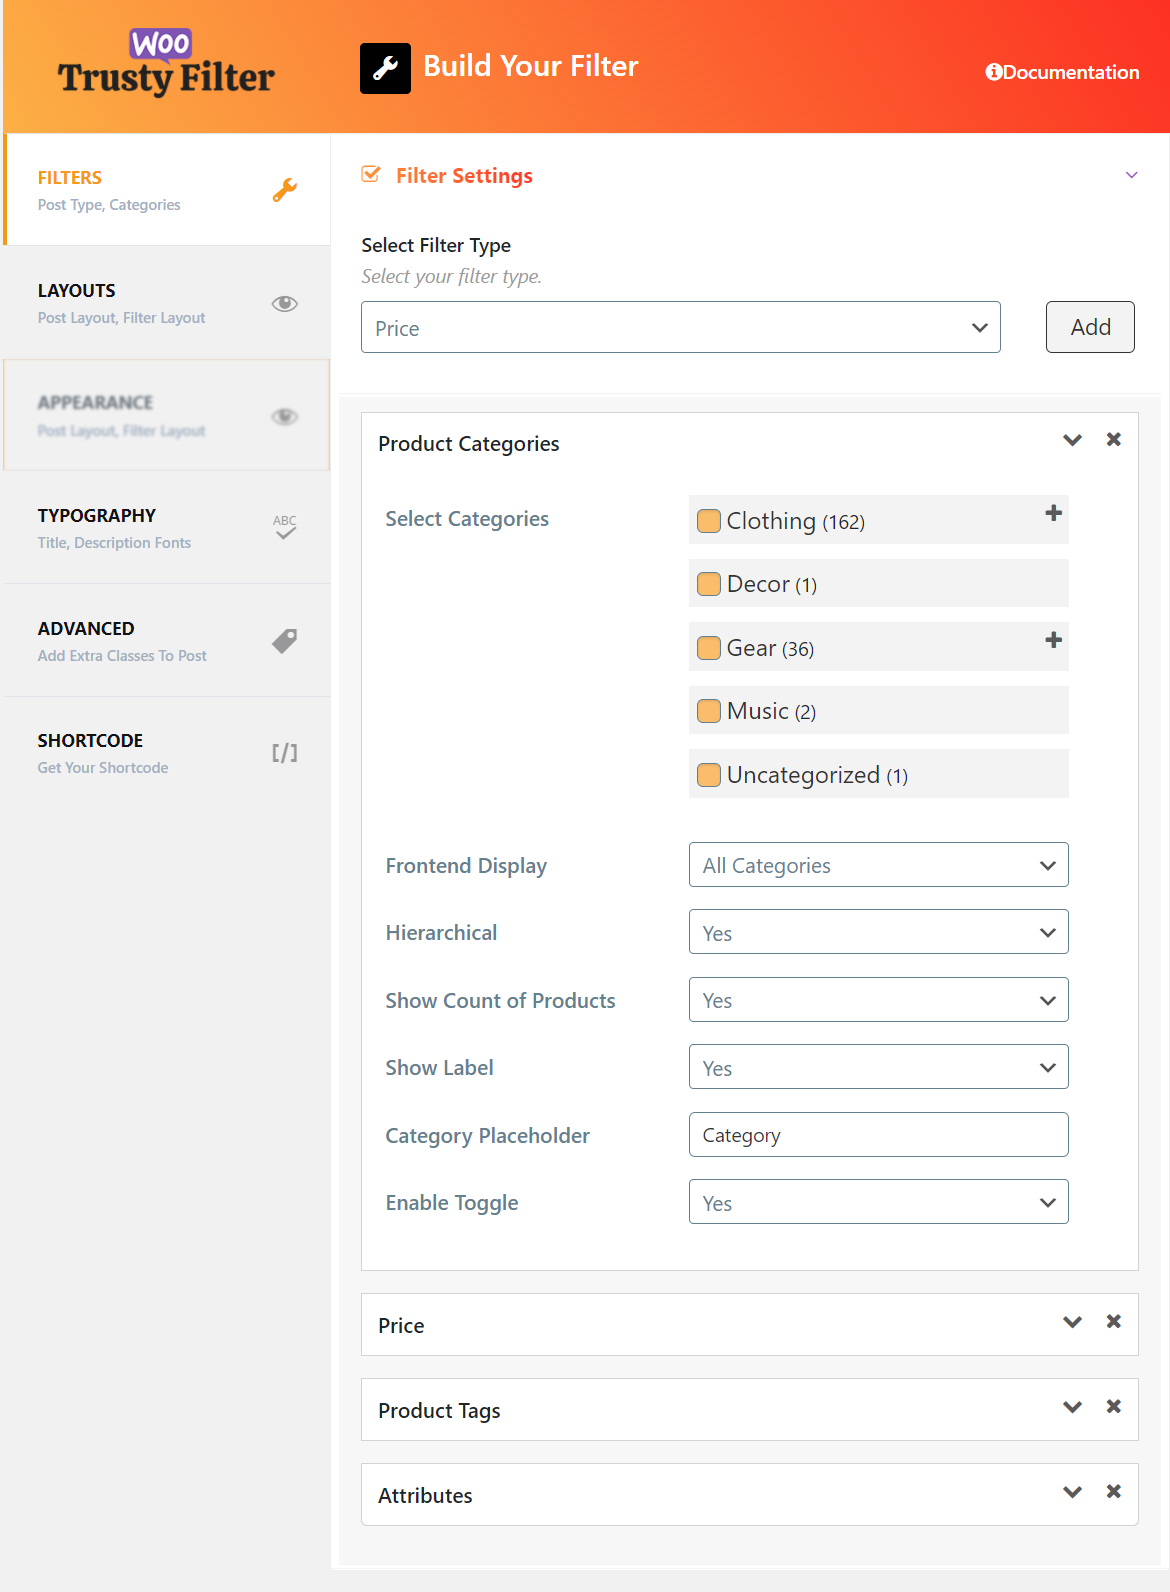 WOO
Trusty Filter
Build Your Filter
Documentation
FILTERS
Post Type, Categories
LAYOUTS
Post Layout, Filter Layout
APPEARANCE
Post Layout, Filter Layout
TYPOGRAPHY
Title, Description Fonts
ABC
ADVANCED
Add Extra Classes To Post
SHORTCODE
Get Your Shortcode
[/]
Filter Settings
Select Filter Type
Select your filter type.
Price
Add
Product Categories
Select Categories
Clothing (162)
Decor (1)
Gear (36)
Music (2)
Uncategorized (1)
Frontend Display
All Categories
Hierarchical
Yes
Show Count of Products
Yes
Show Label
Yes
Category Placeholder
Category
Enable Toggle
Yes
Price
Product Tags
Attributes